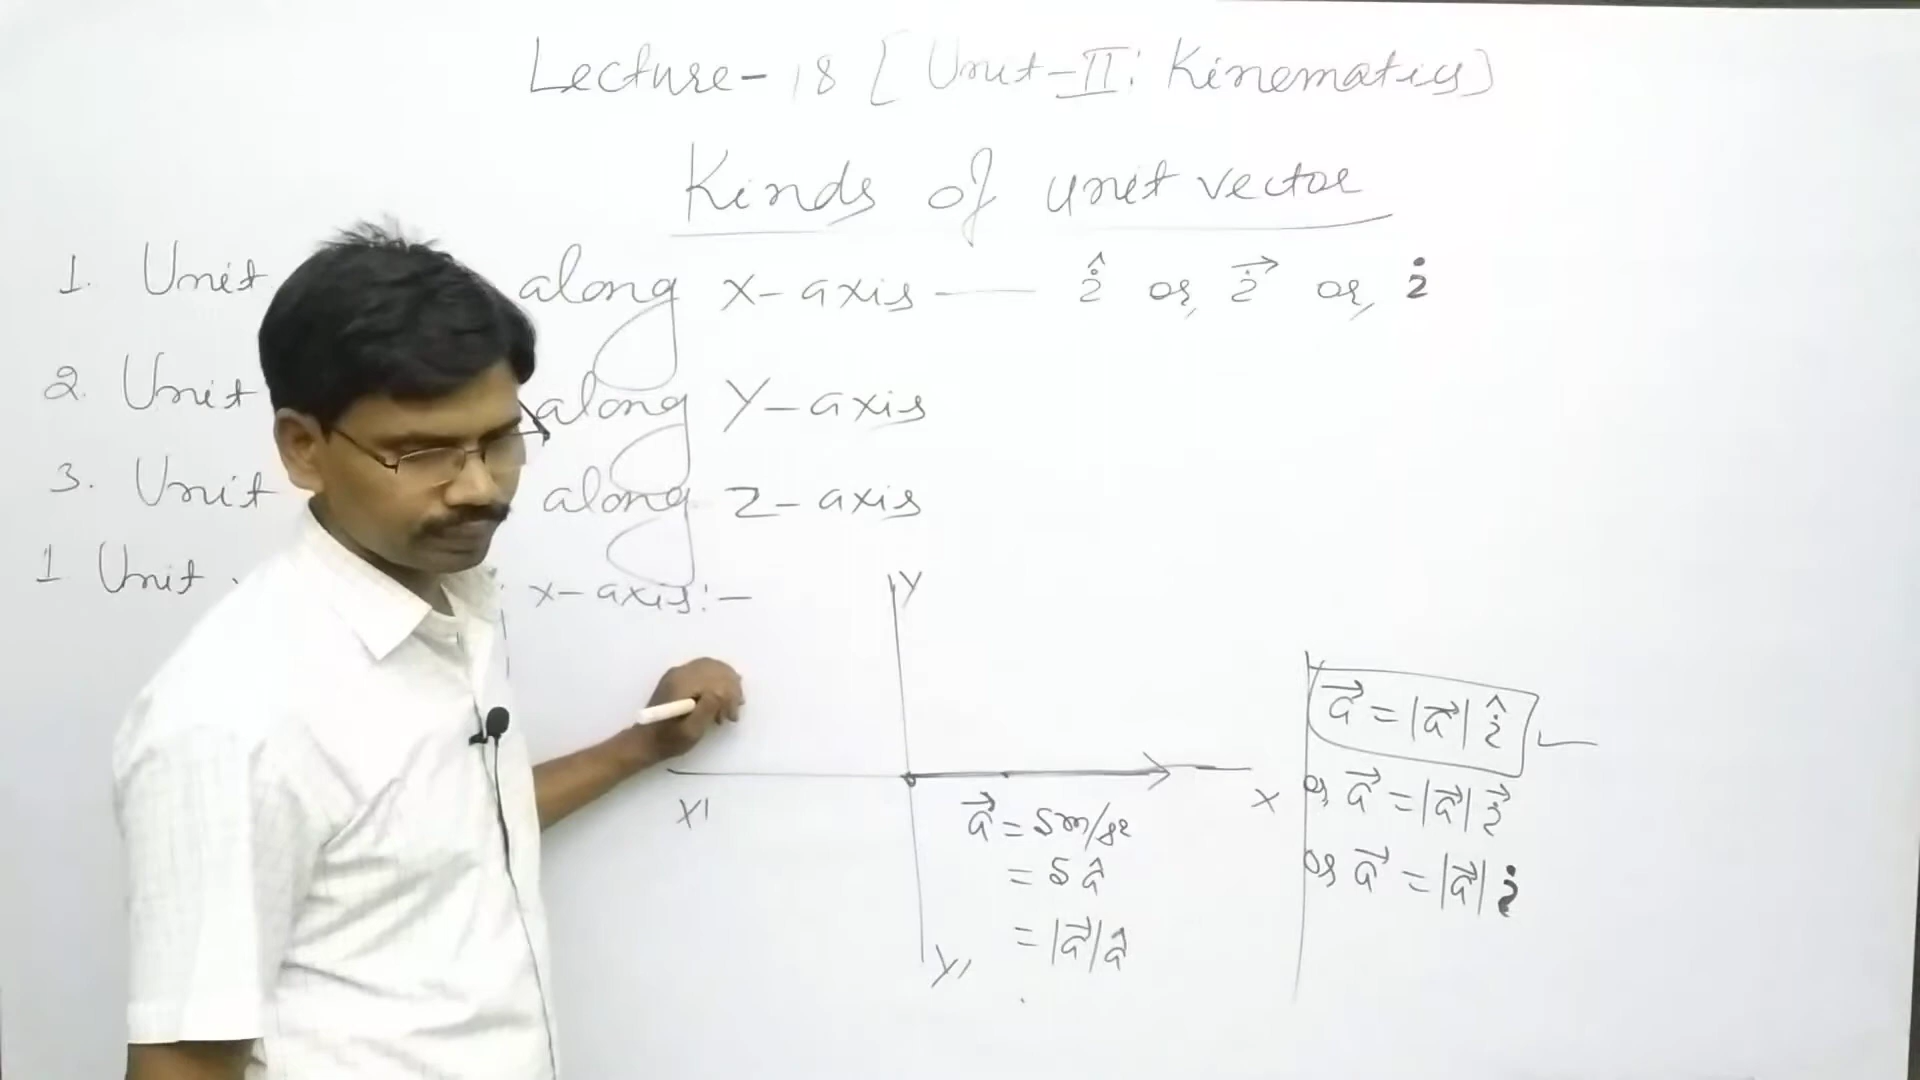 Lecture-18 [Unit-II: Kinematics]
Kinds of unit vector
1. Unit along X-axis — î or, i⃗ or, i
2. Unit along Y-axis
3. Unit along Z-axis
1 Unit X-axis:-
Y
X' X
Y'
a⃗ = 5m/s²
= 5 â
= |a⃗| â
a⃗ = |a⃗| î
or a⃗ = |a⃗| i⃗
or a⃗ = |a⃗| i